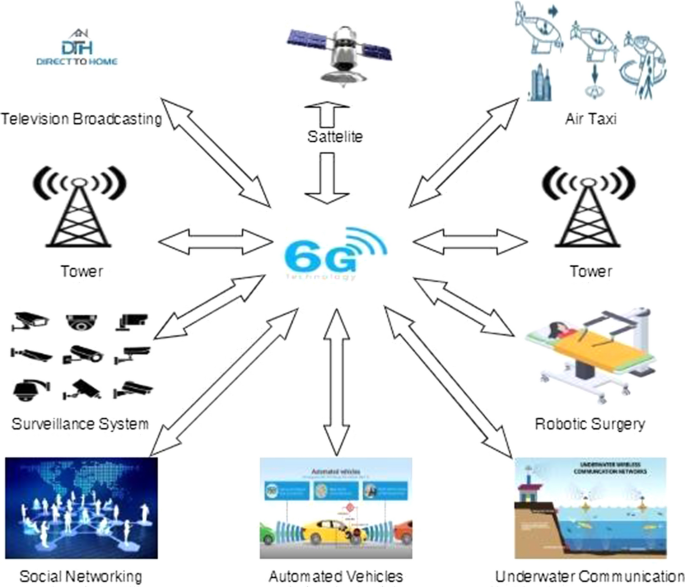 DTH
DIRECT TO HOME
Television Broadcasting
Sattelite
Air Taxi
Tower
6G
technology
Tower
Surveillance System
Robotic Surgery
Automated vehicles
UNDERWATER WIRELESS
COMMUNICATION NETWORKS
Social Networking
Automated Vehicles
Underwater Communication